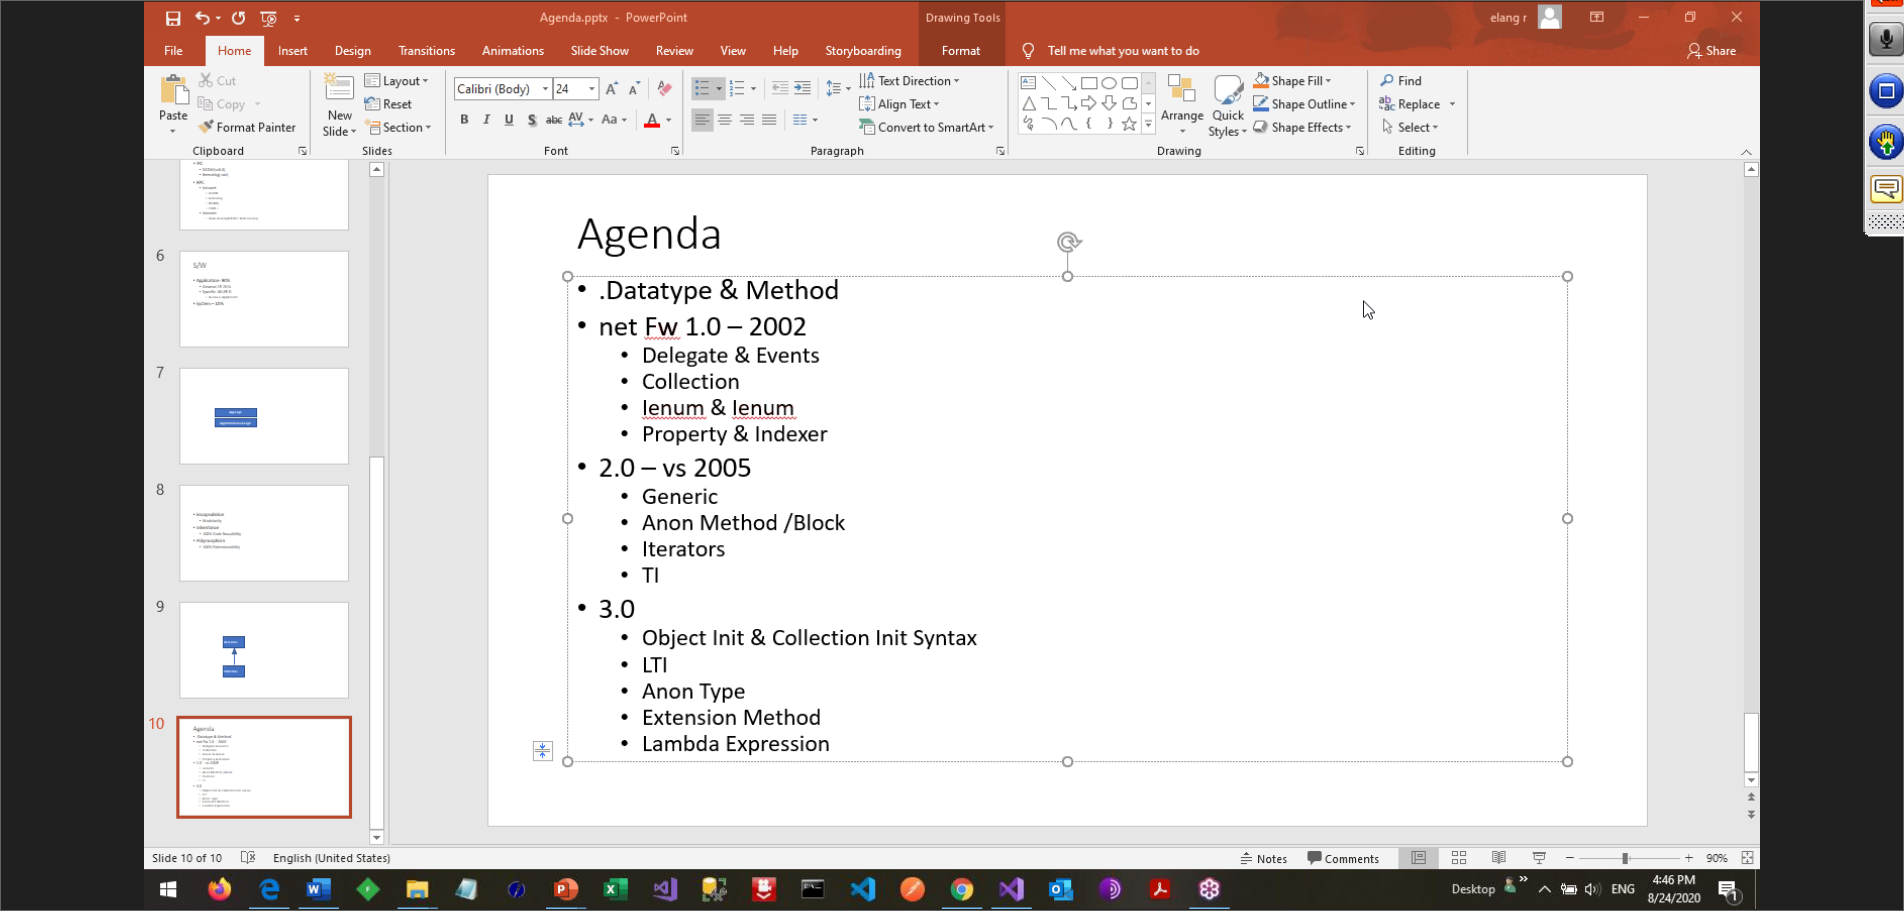 Agenda.pptx - PowerPoint
Drawing Tools
elang r
File Home Insert Design Transitions Animations Slide Show Review View Help Storyboarding Format Tell me what you want to do Share
Paste
Cut
Copy
Format Painter
Clipboard
New Slide
Layout
Reset
Section
Slides
Calibri (Body) 24
B I U S abc AV Aa A
Font
Text Direction
Align Text
Convert to SmartArt
Paragraph
Arrange
Quick Styles
Shape Fill
Shape Outline
Shape Effects
Drawing
Find
Replace
Select
Editing
6
S/W
7
8
9
10
Agenda
Agenda
• .Datatype & Method
• net Fw 1.0 – 2002
• Delegate & Events
• Collection
• Ienum & Ienum
• Property & Indexer
• 2.0 – vs 2005
• Generic
• Anon Method /Block
• Iterators
• TI
• 3.0
• Object Init & Collection Init Syntax
• LTI
• Anon Type
• Extension Method
• Lambda Expression
Slide 10 of 10 English (United States) Notes Comments 90%
Desktop ENG 4:46 PM
8/24/2020